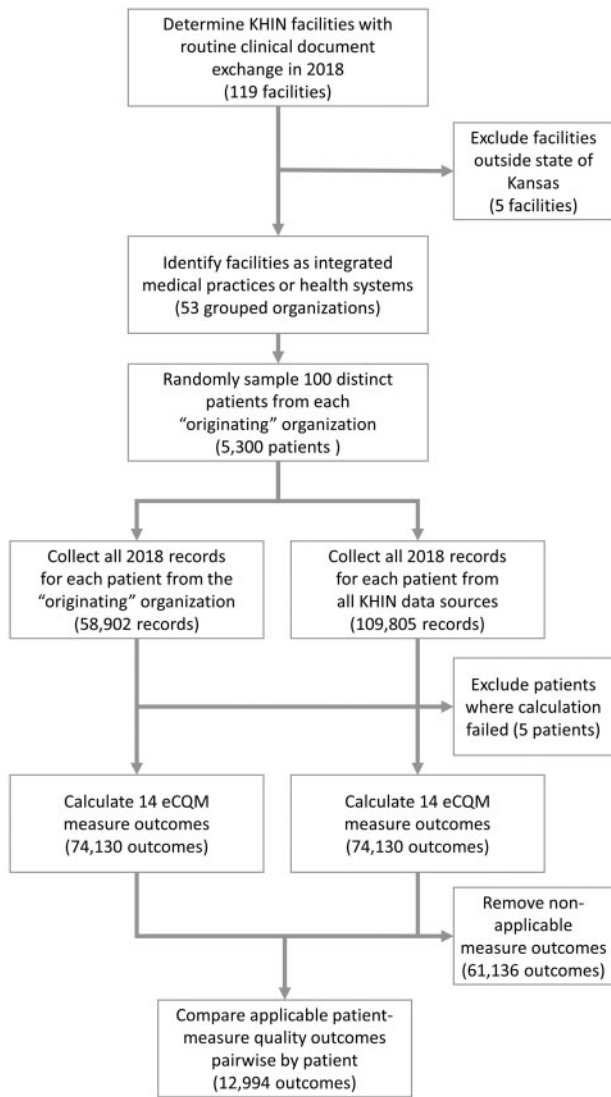 Determine KHIN facilities with
routine clinical document
exchange in 2018
(119 facilities)
Exclude facilities
outside state of
Kansas
(5 facilities)
Identify facilities as integrated
medical practices or health systems
(53 grouped organizations)
Randomly sample 100 distinct
patients from each
“originating” organization
(5,300 patients )
Collect all 2018 records
for each patient from the
“originating” organization
(58,902 records)
Collect all 2018 records
for each patient from
all KHIN data sources
(109,805 records)
Exclude patients
where calculation
failed (5 patients)
Calculate 14 eCQM
measure outcomes
(74,130 outcomes)
Calculate 14 eCQM
measure outcomes
(74,130 outcomes)
Remove non-
applicable
measure outcomes
(61,136 outcomes)
Compare applicable patient-
measure quality outcomes
pairwise by patient
(12,994 outcomes)